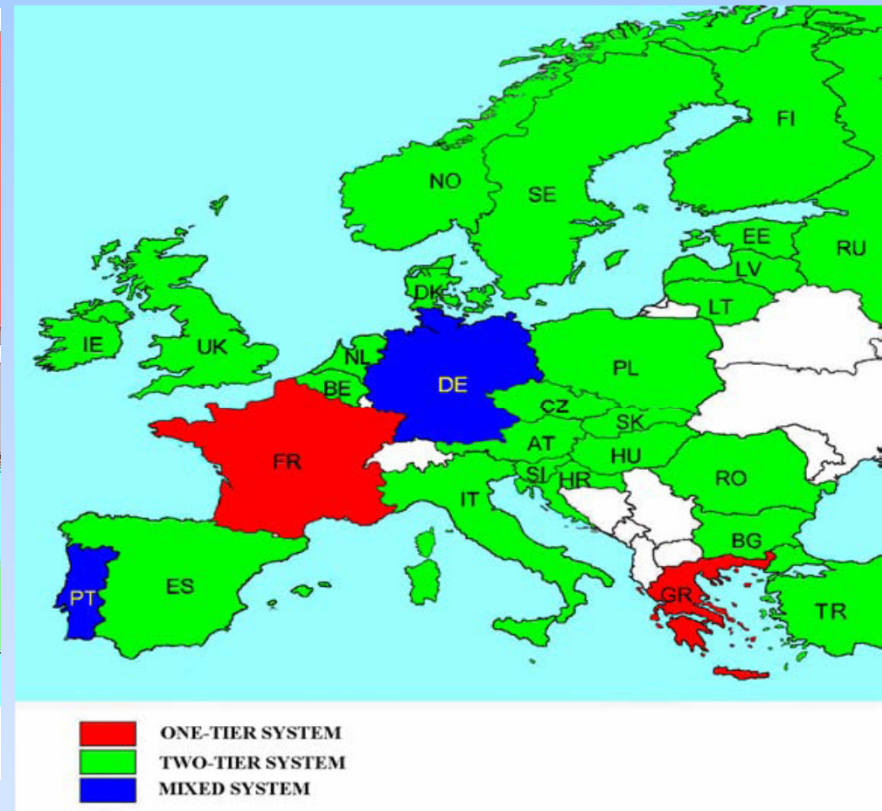 FI
NO
SE
EE
RU
LV
DK
LT
IE
UK
NL
PL
BE
DE
CZ
SK
FR
AT
HU
SI
HR
RO
IT
BG
PT
ES
GR
TR
ONE-TIER SYSTEM
TWO-TIER SYSTEM
MIXED SYSTEM